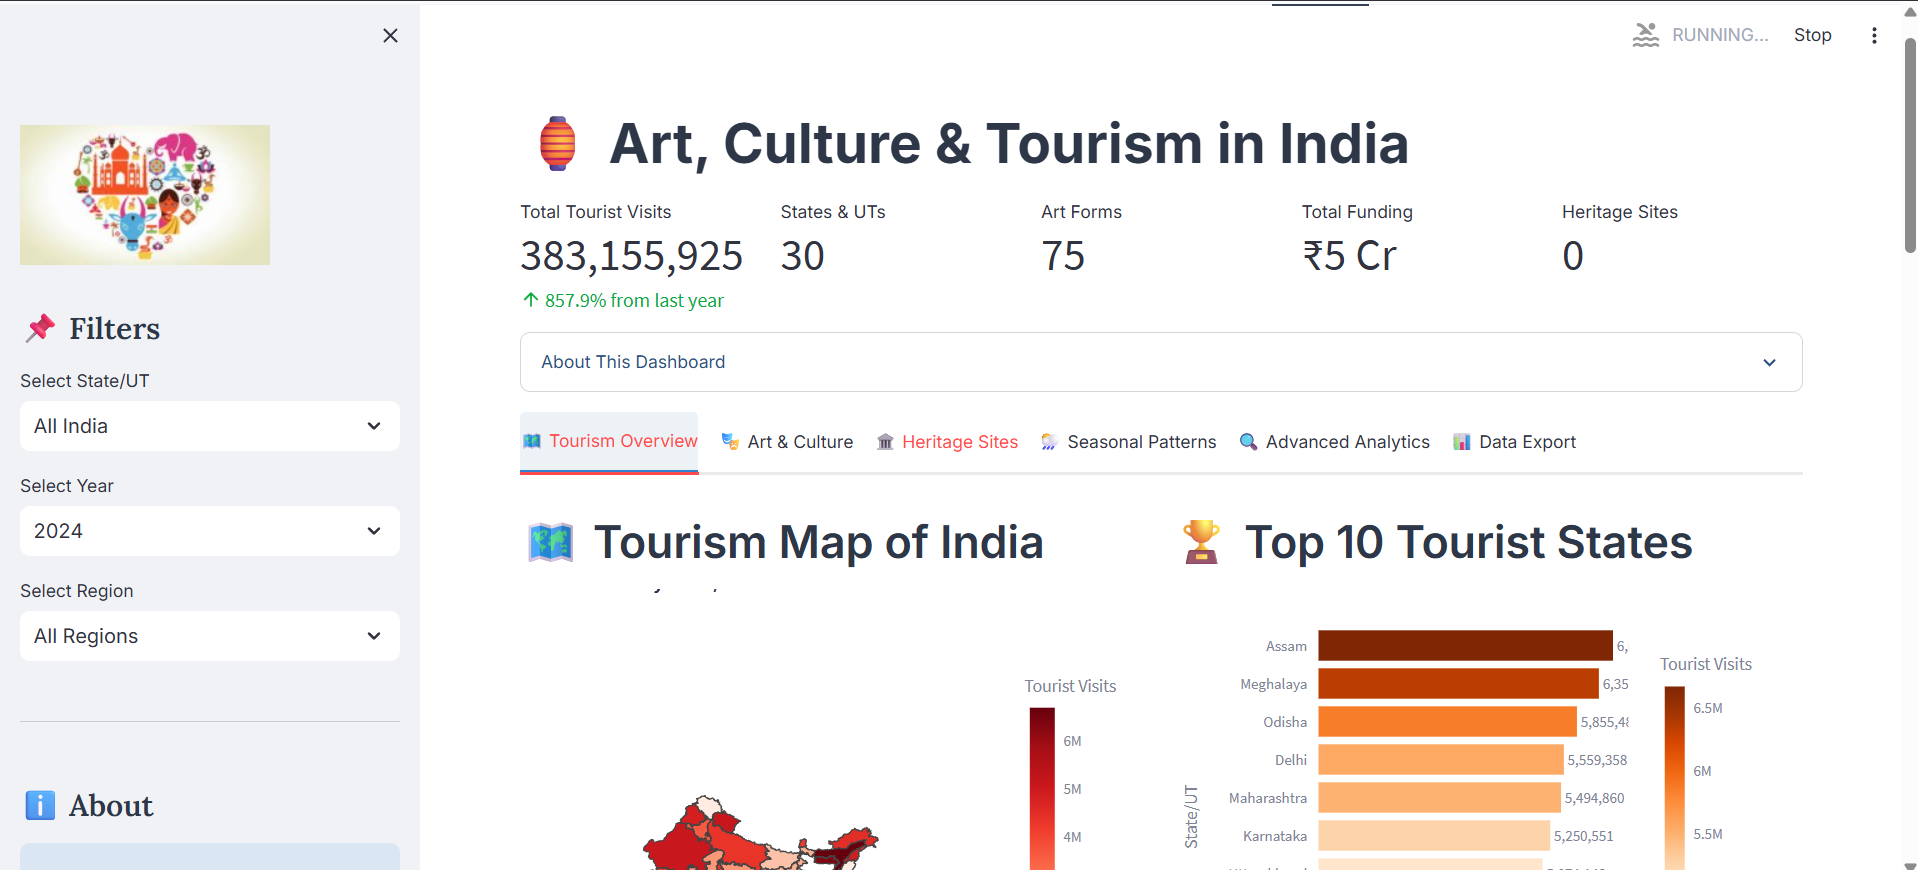 RUNNING...
Stop
Filters
Select State/UT
All India
Select Year
2024
Select Region
All Regions
About
Art, Culture & Tourism in India
Total Tourist Visits
383,155,925
857.9% from last year
States & UTs
30
Art Forms
75
Total Funding
₹5 Cr
Heritage Sites
0
About This Dashboard
Tourism Overview
Art & Culture
Heritage Sites
Seasonal Patterns
Advanced Analytics
Data Export
Tourism Map of India
Tourist Visits
6M
5M
4M
Top 10 Tourist States
State/UT
Assam 6,
Meghalaya 6,35
Odisha 5,855,48
Delhi 5,559,358
Maharashtra 5,494,860
Karnataka 5,250,551
Tourist Visits
6.5M
6M
5.5M